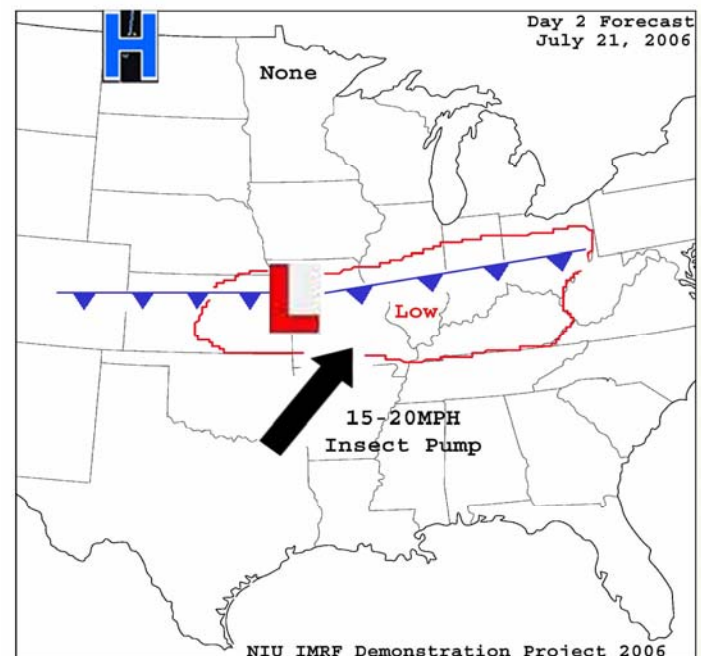 Day 2 Forecast
July 21, 2006
H
None
L
Low
15-20MPH
Insect Pump
NIU IMRF Demonstration Project 2006